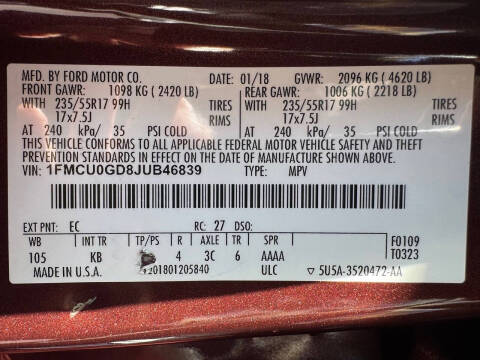 MFD. BY FORD MOTOR CO. 01/18 GVWR: 2096 KG ( 4620 LB)
FRONT GAWR: 1098 KG ( 2420 LB) REAR GAWR: 1006 KG ( 2218 LB)
WITH 235/55R17 99H TIRES WITH 235/55R17 99H TIRES
17x7.5J RIMS 17x7.5J RIMS
AT 240 kPa/ 35 PSI COLD AT 240 kPa/ 35 PSI COLD
THIS VEHICLE CONFORMS TO ALL APPLICABLE FEDERAL MOTOR VEHICLE SAFETY AND THEFT
PREVENTION STANDARDS IN EFFECT ON THE DATE OF MANUFACTURE SHOWN ABOVE.
VIN: 1FMCU0GD8JUB46839 TYPE: MPV
EXT PNT: EC RC: 27 DSO:
WB INT TR TP/PS R AXLE TR SPR F0109
105 KB 4 3C 6 AAAA T0323
MADE IN U.S.A. 201801205840 ULC ▽ 5U5A-3520472-AA